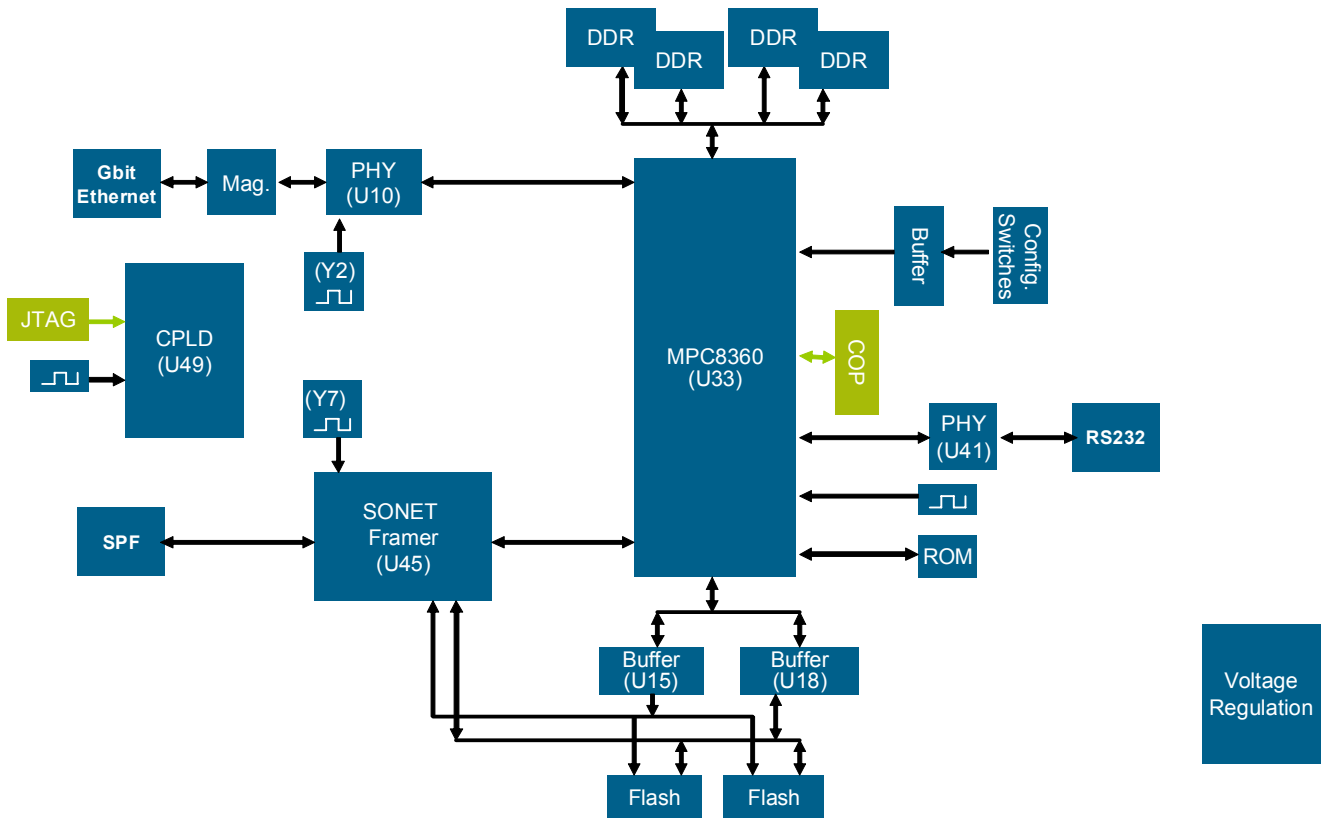 DDR
DDR
DDR
DDR
Gbit
Ethernet
Mag.
PHY
(U10)
(Y2)
Buffer
Config.
Switches
JTAG
CPLD
(U49)
MPC8360
(U33)
COP
(Y7)
PHY
(U41)
RS232
SPF
SONET
Framer
(U45)
ROM
Buffer
(U15)
Buffer
(U18)
Voltage
Regulation
Flash
Flash